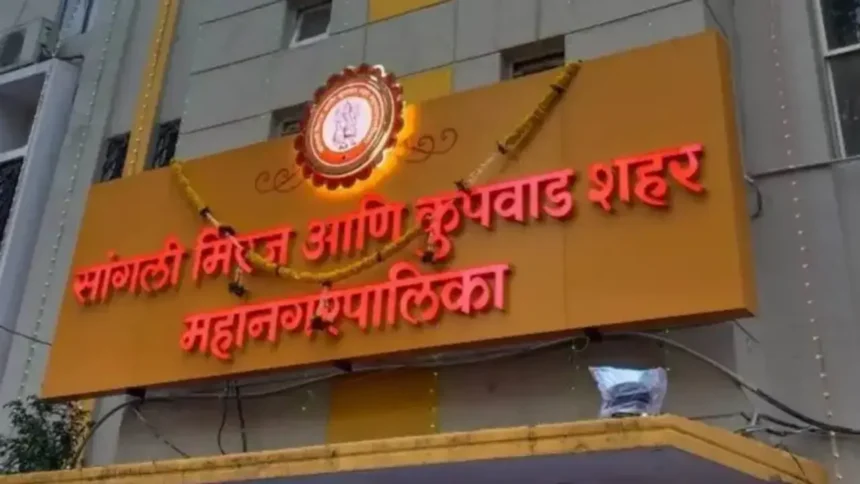 सांगली मिरज आणि कुपवाड शहर
महानगरपालिका